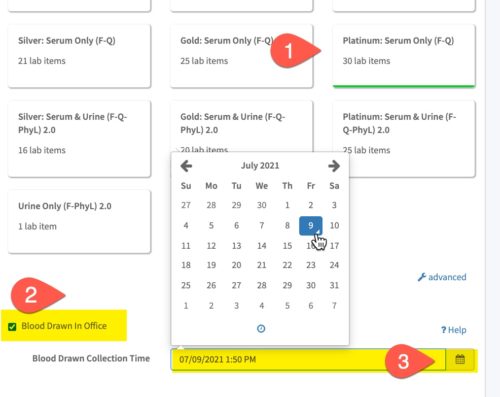 Silver: Serum Only (F-Q)
21 lab items
Gold: Serum Only (F-Q)
25 lab items
1
Platinum: Serum Only (F-Q)
30 lab items
Silver: Serum & Urine (F-Q-
PhyL) 2.0
16 lab items
Gold: Serum & Urine (F-Q-
PhyL) 2.0
20 lab items
Platinum: Serum & Urine (F-
Q-PhyL) 2.0
25 lab items
Urine Only (F-PhyL) 2.0
1 lab item
July 2021
Su Mo Tu We Th Fr Sa
27 28 29 30 1 2 3
4 5 6 7 8 9 10
11 12 13 14 15 16 17
18 19 20 21 22 23 24
25 26 27 28 29 30 31
1 2 3 4 5 6 7
advanced
2
Blood Drawn In Office
? Help
Blood Drawn Collection Time
07/09/2021 1:50 PM
3